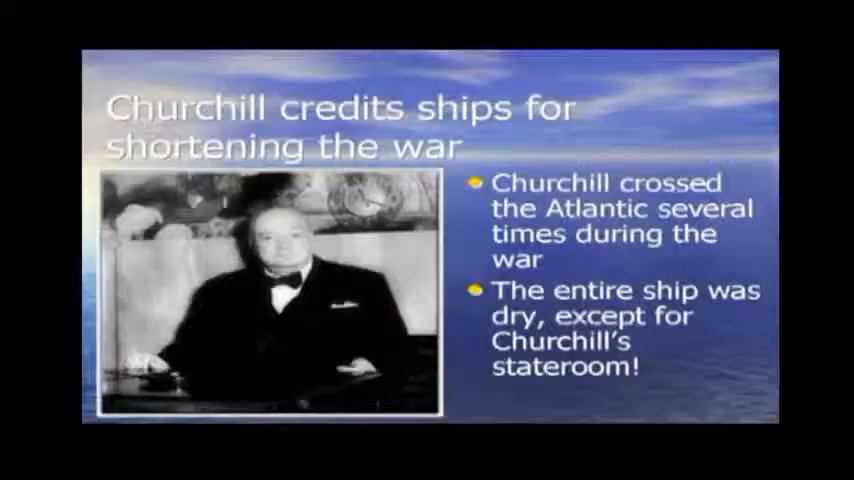 Churchill credits ships for
shortening the war
Churchill crossed
the Atlantic several
times during the
war
The entire ship was
dry, except for
Churchill's
stateroom!